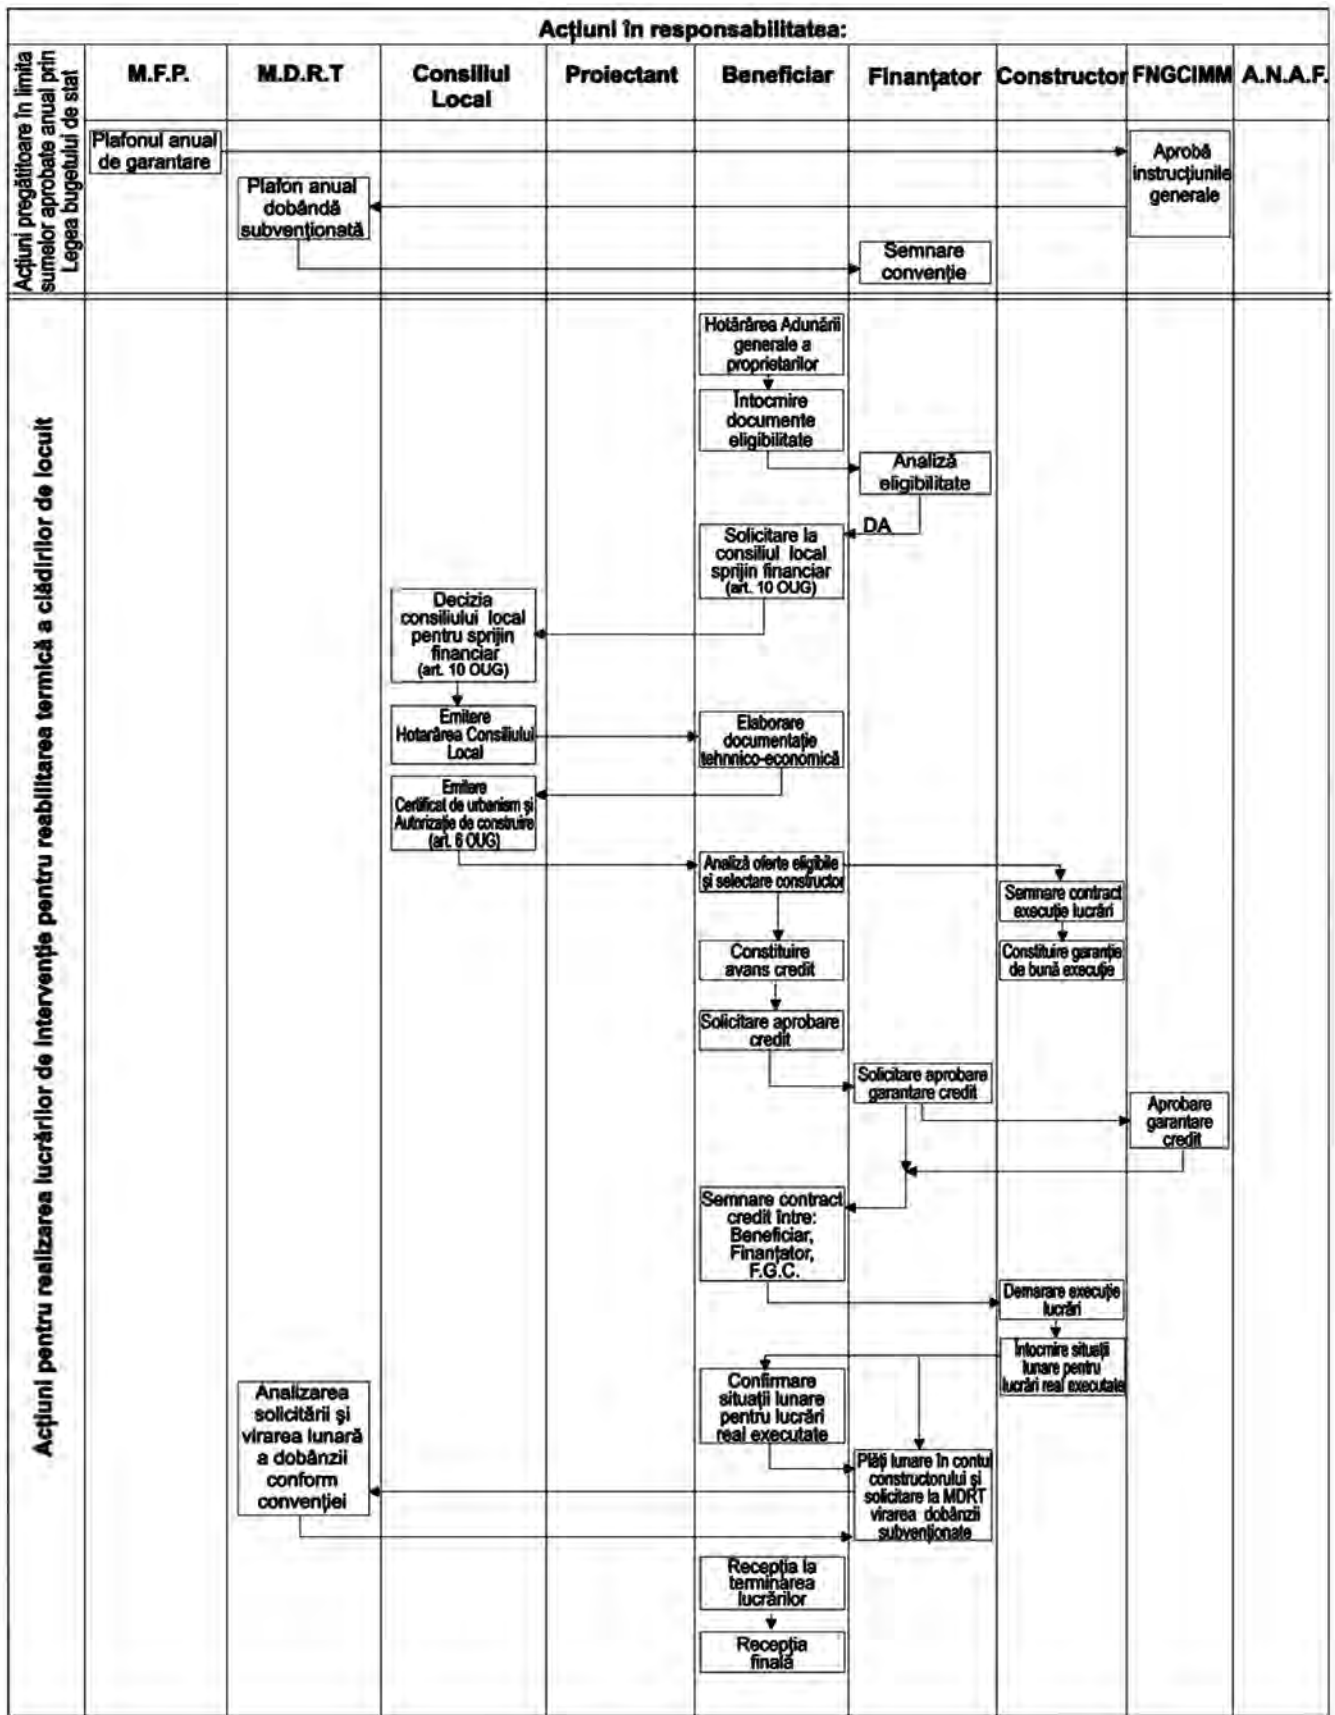 Acțiuni în responsabilitatea:
Acțiuni pregătitoare în limita
sumelor aprobate anual prin
Legea bugetului de stat
M.F.P.
M.D.R.T
Consiliul
Local
Proiectant
Beneficiar
Finanțator
Constructor
FNGCIMM
A.N.A.F.
Plafonul anual
de garantare
Aprobă
instrucțiunile
generale
Plafon anual
dobândă
subvenționată
Semnare
convenție
Acțiuni pentru realizarea lucrărilor de intervenție pentru reabilitarea termică a clădirilor de locuit
Hotărârea Adunării
generale a
proprietarilor
Întocmire
documente
eligibilitate
Analiză
eligibilitate
DA
Solicitare la
consiliul local
sprijin financiar
(art. 10 OUG)
Decizia
consiliului local
pentru sprijin
financiar
(art. 10 OUG)
Emitere
Hotarârea Consiliului
Local
Elaborare
documentație
tehnnico-economică
Emitere
Certificat de urbanism și
Autorizație de construire
(art. 6 OUG)
Analiză oferte eligibile
și selectare constructor
Semnare contract
execuție lucrări
Constituire
avans credit
Constituire garanție
de bună execuție
Solicitare aprobare
credit
Solicitare aprobare
garantare credit
Aprobare
garantare
credit
Semnare contract
credit între:
Beneficiar,
Finanțator,
F.G.C.
Demarare execuție
lucrări
Întocmire situații
lunare pentru
lucrări real executate
Confirmare
situații lunare
pentru lucrări
real executate
Analizarea
solicitării și
virarea lunară
a dobânzii
conform
convenției
Plăți lunare în contul
constructorului și
solicitare la MDRT
virarea dobânzii
subvenționate
Recepția la
terminarea
lucrărilor
Recepția
finală